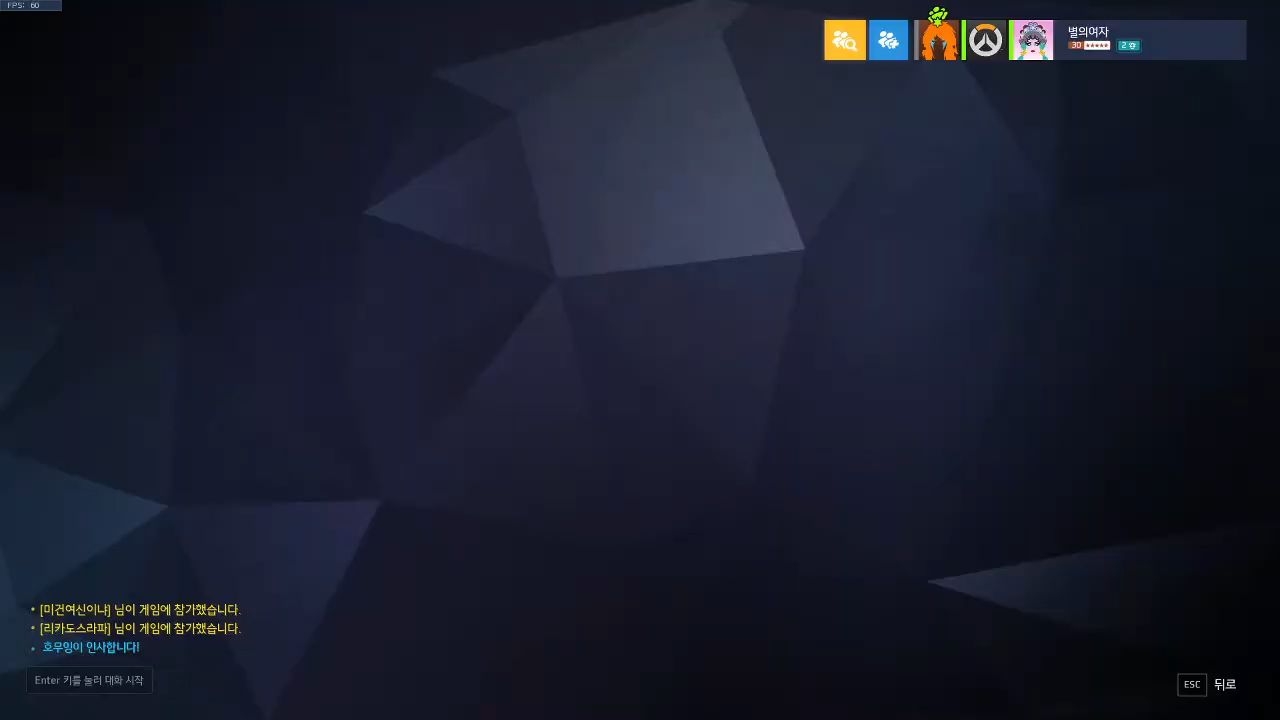 FPS: 60
별의여자
30 ★★★★★ 2
• [미건여신이냐] 님이 게임에 참가했습니다.
• [리카도스라파] 님이 게임에 참가했습니다.
• 호무잉이 인사합니다!
Enter 키를 눌러 대화 시작
ESC 뒤로